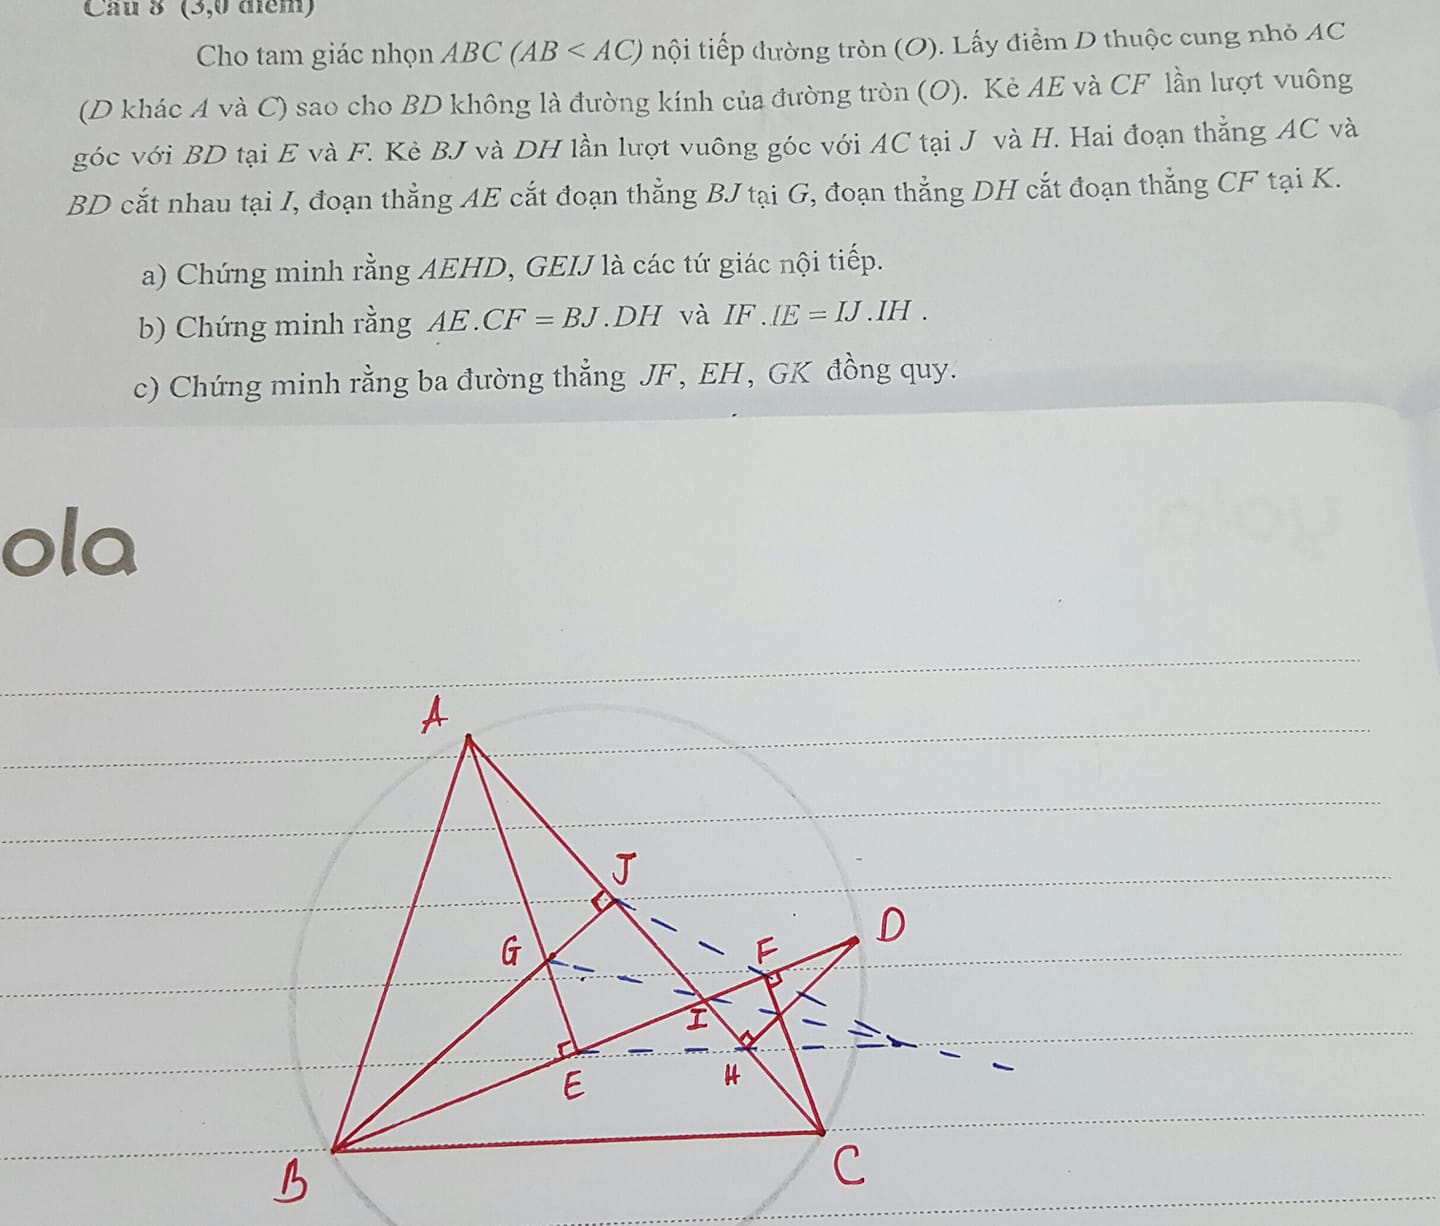 Câu 8 (3,0 điểm)
Cho tam giác nhọn ABC (AB < AC) nội tiếp đường tròn (O). Lấy điểm D thuộc cung nhỏ AC
(D khác A và C) sao cho BD không là đường kính của đường tròn (O). Kẻ AE và CF lần lượt vuông
góc với BD tại E và F. Kẻ BJ và DH lần lượt vuông góc với AC tại J và H. Hai đoạn thẳng AC và
BD cắt nhau tại I, đoạn thẳng AE cắt đoạn thẳng BJ tại G, đoạn thẳng DH cắt đoạn thẳng CF tại K.
a) Chứng minh rằng AEHD, GEIJ là các tứ giác nội tiếp.
b) Chứng minh rằng AE.CF = BJ.DH và IF.IE = IJ.IH .
c) Chứng minh rằng ba đường thẳng JF, EH, GK đồng quy.
ola
yola
A
J
D
G
F
I
E
H
B
C